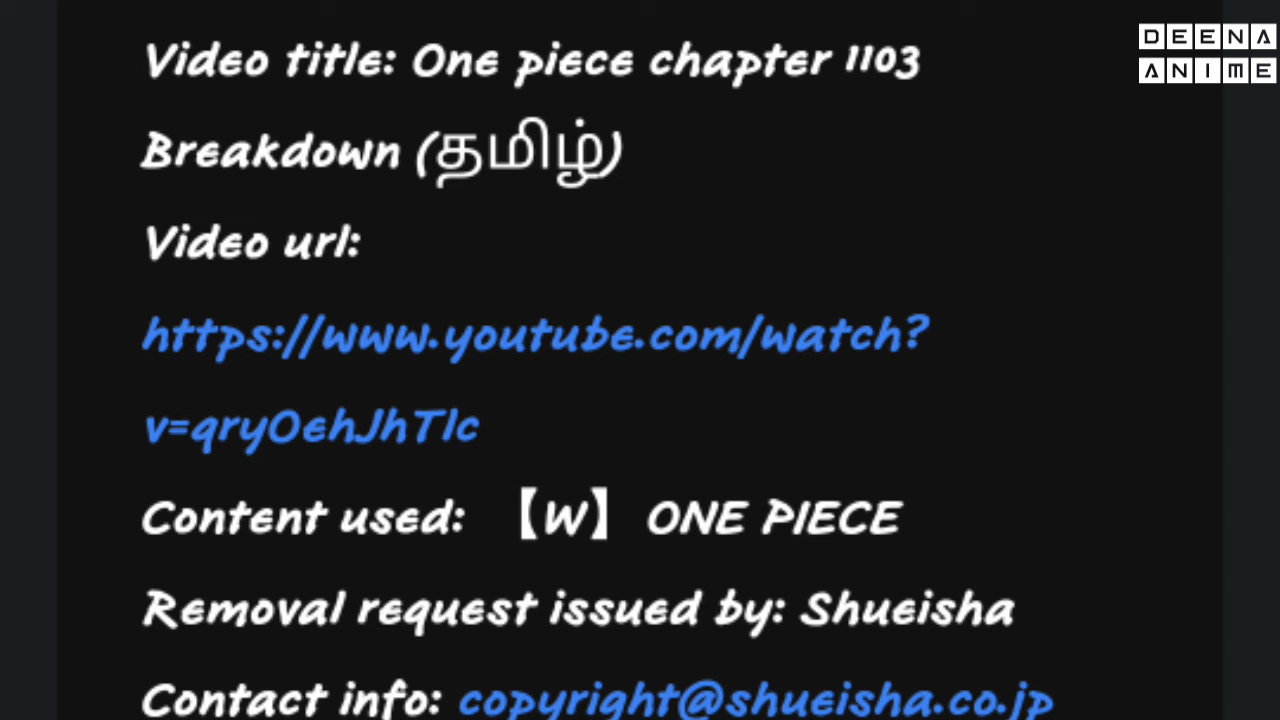 DEENA
ANIME
Video title: One piece chapter 1103
Breakdown (தமிழ்)
Video url:
https://www.youtube.com/watch?
v=qryOehJhTlc
Content used: 【W】 ONE PIECE
Removal request issued by: Shueisha
Contact info: copyright@shueisha.co.jp